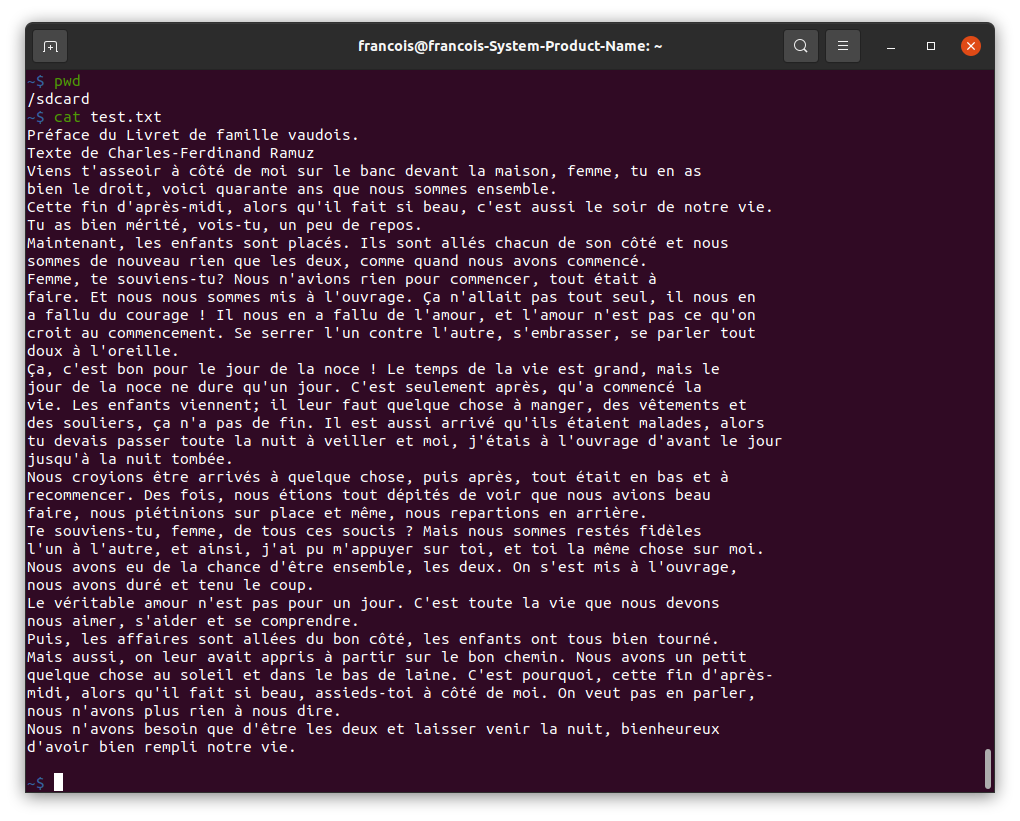 francois@francois-System-Product-Name: ~
~$ pwd
/sdcard
~$ cat test.txt
Préface du Livret de famille vaudois.
Texte de Charles-Ferdinand Ramuz
Viens t'asseoir à côté de moi sur le banc devant la maison, femme, tu en as
bien le droit, voici quarante ans que nous sommes ensemble.
Cette fin d'après-midi, alors qu'il fait si beau, c'est aussi le soir de notre vie.
Tu as bien mérité, vois-tu, un peu de repos.
Maintenant, les enfants sont placés. Ils sont allés chacun de son côté et nous
sommes de nouveau rien que les deux, comme quand nous avons commencé.
Femme, te souviens-tu? Nous n'avions rien pour commencer, tout était à
faire. Et nous nous sommes mis à l'ouvrage. Ça n'allait pas tout seul, il nous en
a fallu du courage ! Il nous en a fallu de l'amour, et l'amour n'est pas ce qu'on
croit au commencement. Se serrer l'un contre l'autre, s'embrasser, se parler tout
doux à l'oreille.
Ça, c'est bon pour le jour de la noce ! Le temps de la vie est grand, mais le
jour de la noce ne dure qu'un jour. C'est seulement après, qu'a commencé la
vie. Les enfants viennent; il leur faut quelque chose à manger, des vêtements et
des souliers, ça n'a pas de fin. Il est aussi arrivé qu'ils étaient malades, alors
tu devais passer toute la nuit à veiller et moi, j'étais à l'ouvrage d'avant le jour
jusqu'à la nuit tombée.
Nous croyions être arrivés à quelque chose, puis après, tout était en bas et à
recommencer. Des fois, nous étions tout dépités de voir que nous avions beau
faire, nous piétinions sur place et même, nous repartions en arrière.
Te souviens-tu, femme, de tous ces soucis ? Mais nous sommes restés fidèles
l'un à l'autre, et ainsi, j'ai pu m'appuyer sur toi, et toi la même chose sur moi.
Nous avons eu de la chance d'être ensemble, les deux. On s'est mis à l'ouvrage,
nous avons duré et tenu le coup.
Le véritable amour n'est pas pour un jour. C'est toute la vie que nous devons
nous aimer, s'aider et se comprendre.
Puis, les affaires sont allées du bon côté, les enfants ont tous bien tourné.
Mais aussi, on leur avait appris à partir sur le bon chemin. Nous avons un petit
quelque chose au soleil et dans le bas de laine. C'est pourquoi, cette fin d'après-
midi, alors qu'il fait si beau, assieds-toi à côté de moi. On veut pas en parler,
nous n'avons plus rien à nous dire.
Nous n'avons besoin que d'être les deux et laisser venir la nuit, bienheureux
d'avoir bien rempli notre vie.
~$